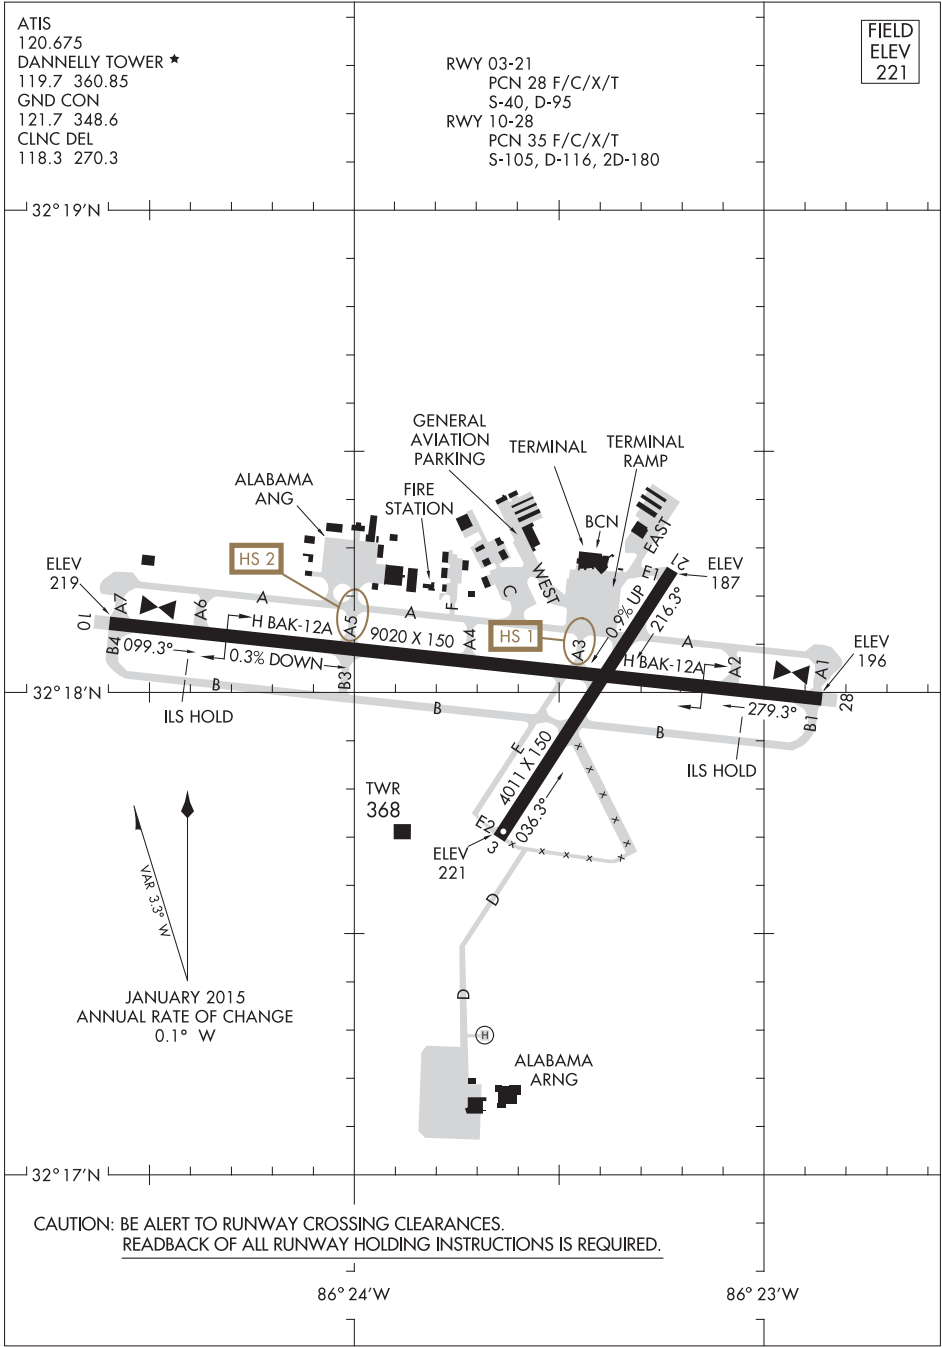 ATIS
120.675
DANNELLY TOWER ★
119.7 360.85
GND CON
121.7 348.6
CLNC DEL
118.3 270.3
RWY 03-21
PCN 28 F/C/X/T
S-40, D-95
RWY 10-28
PCN 35 F/C/X/T
S-105, D-116, 2D-180
FIELD
ELEV
221
32°19'N
GENERAL
AVIATION
PARKING
TERMINAL
TERMINAL
RAMP
ALABAMA
ANG
FIRE
STATION
BCN
EAST
WEST
HS 2
HS 1
ELEV
219
ELEV
187
ELEV
196
10
21
28
3
A7
A6
A
A5
A
F
A4
C
A3
E1
A
A2
A1
B4
B
B3
B
B
B1
E
E2
D
D
H BAK-12A
9020 X 150
H BAK-12A
099.3°
0.3% DOWN
0.9% UP
216.3°
279.3°
4011 X 150
036.3°
ILS HOLD
ILS HOLD
32°18'N
TWR
368
ELEV
221
x x x x x x x x x x
VAR 3.3° W
JANUARY 2015
ANNUAL RATE OF CHANGE
0.1° W
H
ALABAMA
ARNG
32°17'N
CAUTION: BE ALERT TO RUNWAY CROSSING CLEARANCES.
READBACK OF ALL RUNWAY HOLDING INSTRUCTIONS IS REQUIRED.
86°24'W
86°23'W